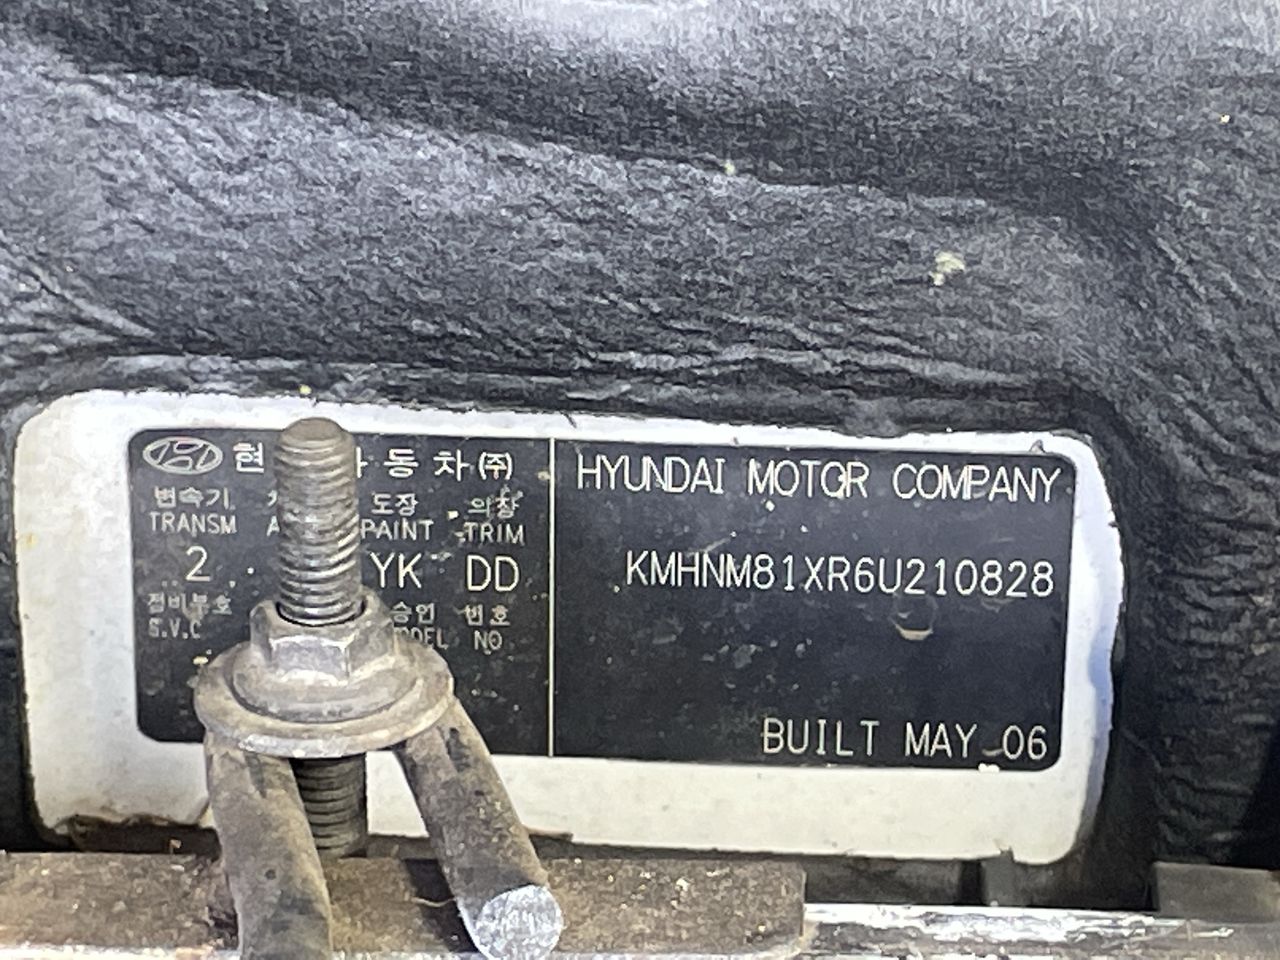 현 동차(주)
변속기 도장 의장
TRANSM PAINT TRIM
2 YK DD
정비부호 승인 번호
S.V.C MODEL NO
HYUNDAI MOTOR COMPANY
KMHNM81XR6U210828
BUILT MAY 06